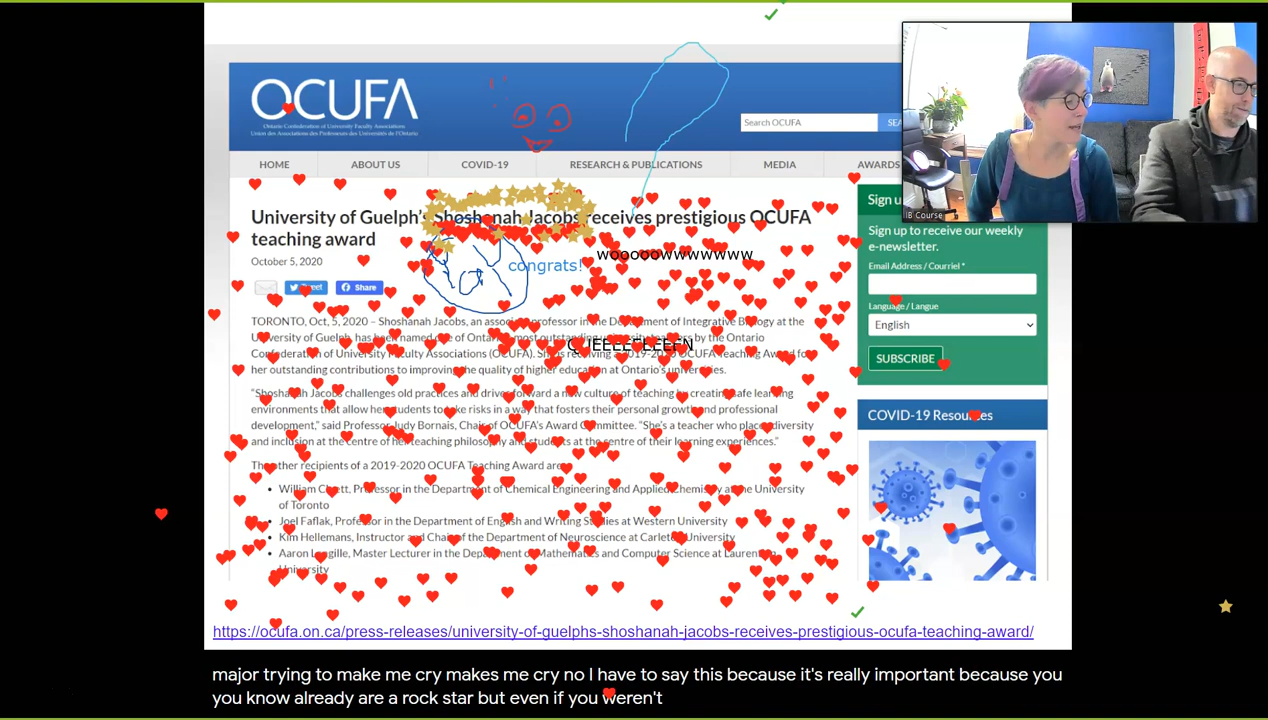 OCUFA
Ontario Confederation of University Faculty Associations
Union des Associations des Professeurs des Universités de l'Ontario
Search OCUFA
SEA
HOME ABOUT US COVID-19 RESEARCH & PUBLICATIONS MEDIA AWARDS
IB Course
University of Guelph's Shoshanah Jacobs receives prestigious OCUFA
teaching award
October 5, 2020
Tweet
Share
congrats!
woooowwwwwww
TORONTO, Oct, 5, 2020 – Shoshanah Jacobs, an associate professor in the Department of Integrative Biology at the
University of Guelph, has been named one of Ontario's most outstanding university teachers by the Ontario
Confederation of University Faculty Associations (OCUFA). She is receiving a 2019-2020 OCUFA Teaching Award for
her outstanding contributions to improving the quality of higher education at Ontario's universities.
"Shoshanah Jacobs challenges old practices and drives forward a new culture of teaching by creating safe learning
environments that allow her students to take risks in a way that fosters their personal growth and professional
development," said Professor Judy Bornais, Chair of OCUFA's Award Committee. "She's a teacher who places diversity
and inclusion at the centre of her teaching philosophy and students at the centre of their learning experiences."
The other recipients of a 2019-2020 OCUFA Teaching Award are:
William Cluett, Professor in the Department of Chemical Engineering and Applied Chemistry at the University
of Toronto
Joel Faflak, Professor in the Department of English and Writing Studies at Western University
Kim Hellemans, Instructor and Chair of the Department of Neuroscience at Carleton University
Aaron Langille, Master Lecturer in the Department of Mathematics and Computer Science at Laurentian
University
Sign u
Sign up to receive our weekly
e-newsletter.
Email Address / Courriel *
Language / Langue
English
SUBSCRIBE
COVID-19 Resources
https://ocufa.on.ca/press-releases/university-of-guelphs-shoshanah-jacobs-receives-prestigious-ocufa-teaching-award/
major trying to make me cry makes me cry no I have to say this because it's really important because you
you know already are a rock star but even if you weren't